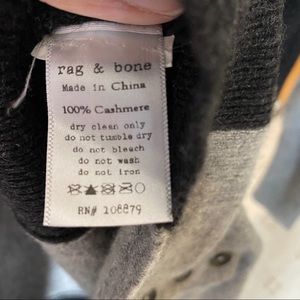 rag & bone
Made in China
100% Cashmere
dry clean only
do not tumble dry
do not bleach
do not wash
do not iron
RN# 108879